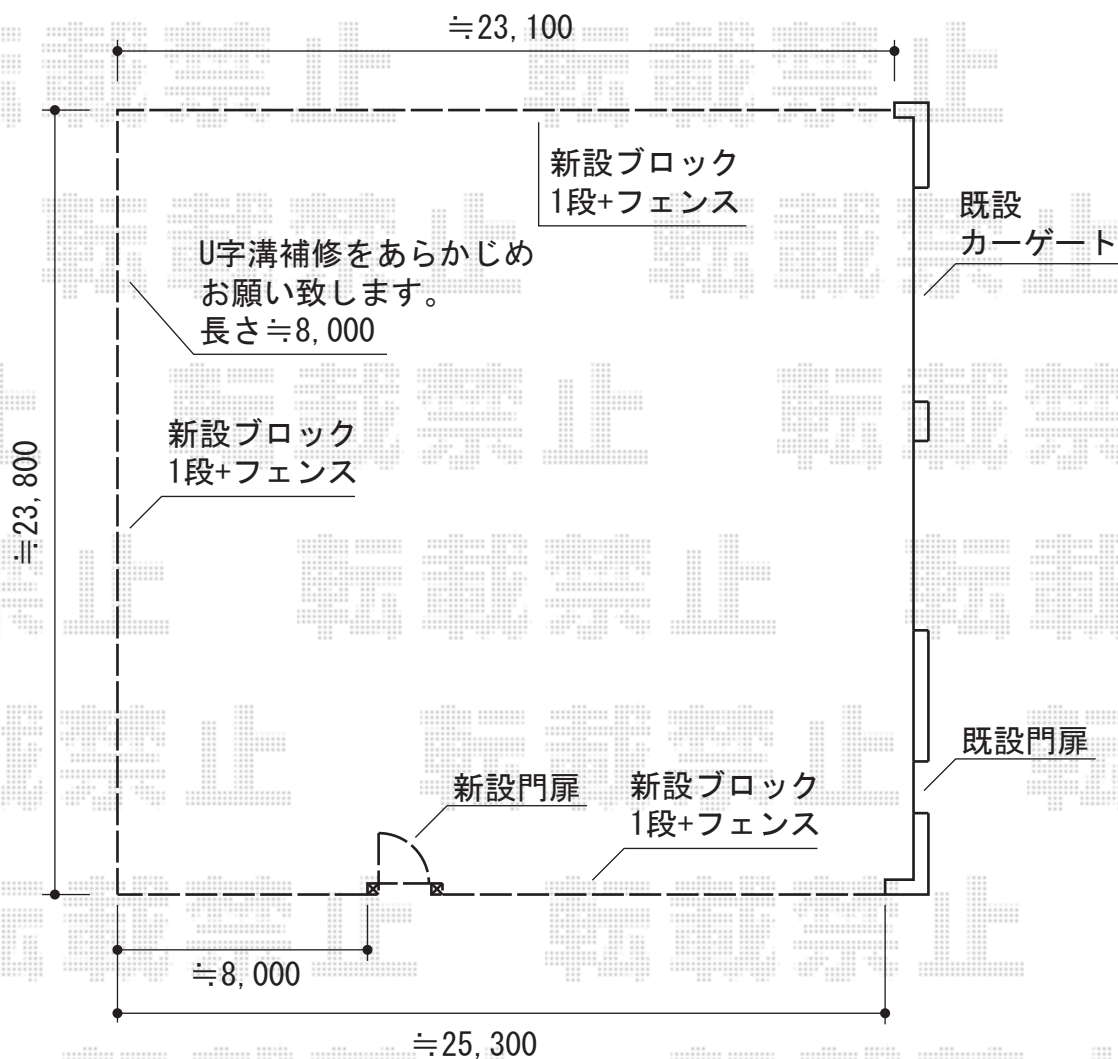 ≒23,100
新設ブロック
1段+フェンス
既設
カーゲート
U字溝補修をあらかじめ
お願い致します。
長さ≒8,000
新設ブロック
1段+フェンス
≒23,800
既設門扉
新設門扉
新設ブロック
1段+フェンス
≒8,000
≒25,300
転載禁止